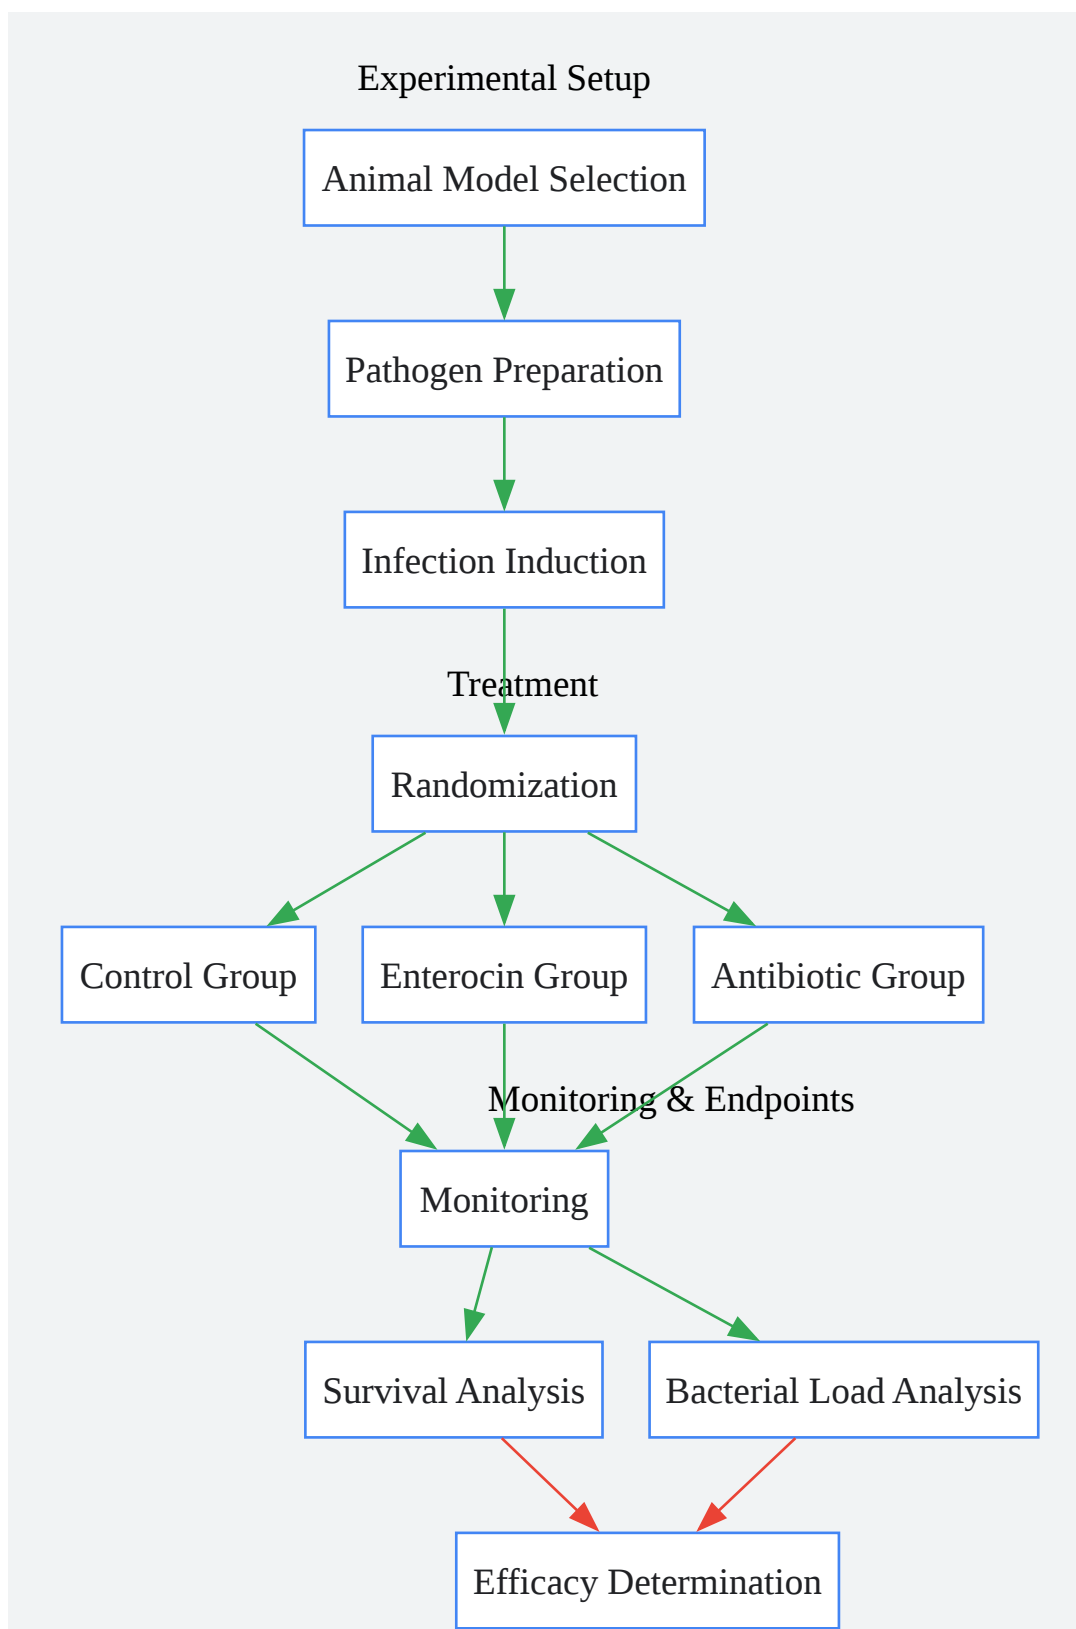 Experimental Setup
Animal Model Selection
Pathogen Preparation
Infection Induction
Treatment
Randomization
Control Group
Enterocin Group
Antibiotic Group
Monitoring & Endpoints
Monitoring
Survival Analysis
Bacterial Load Analysis
Efficacy Determination